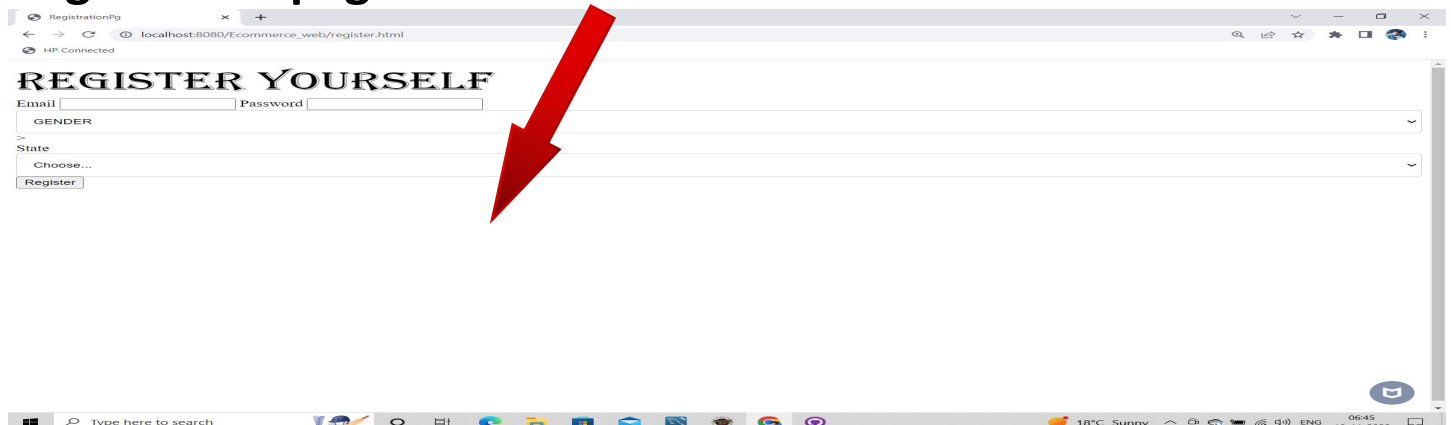 RegistrationPg
localhost:8080/Ecommerce_web/register.html
HP Connected
REGISTER YOURSELF
Email Password
GENDER
>
State
Choose...
Register
Type here to search 18°C Sunny ENG 06:45